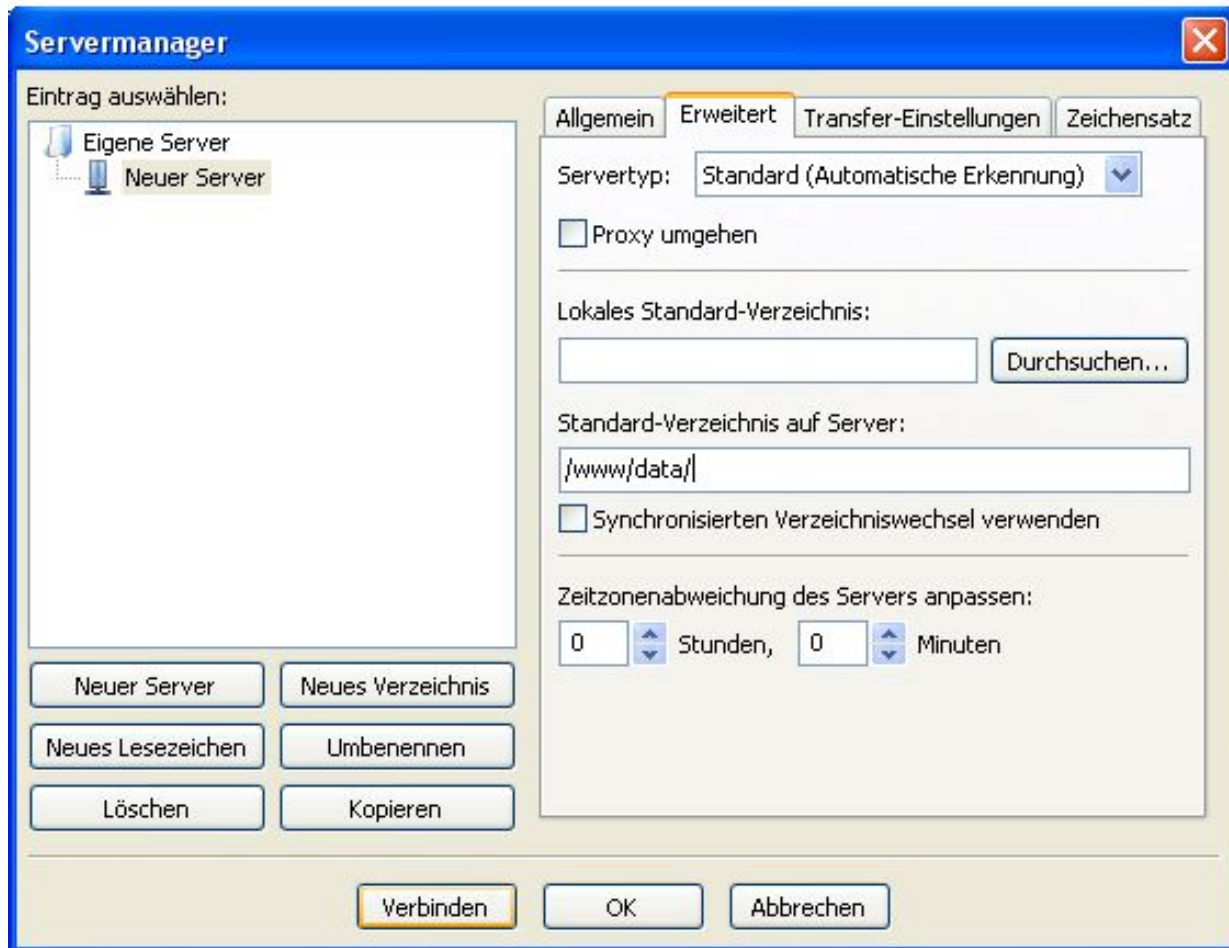 Servermanager
Eintrag auswählen:
Eigene Server
Neuer Server
Neuer Server
Neues Verzeichnis
Neues Lesezeichen
Umbenennen
Löschen
Kopieren
Allgemein
Erweitert
Transfer-Einstellungen
Zeichensatz
Servertyp:
Standard (Automatische Erkennung)
Proxy umgehen
Lokales Standard-Verzeichnis:
Durchsuchen...
Standard-Verzeichnis auf Server:
/www/data/
Synchronisierten Verzeichniswechsel verwenden
Zeitzonenabweichung des Servers anpassen:
0 Stunden, 0 Minuten
Verbinden
OK
Abbrechen